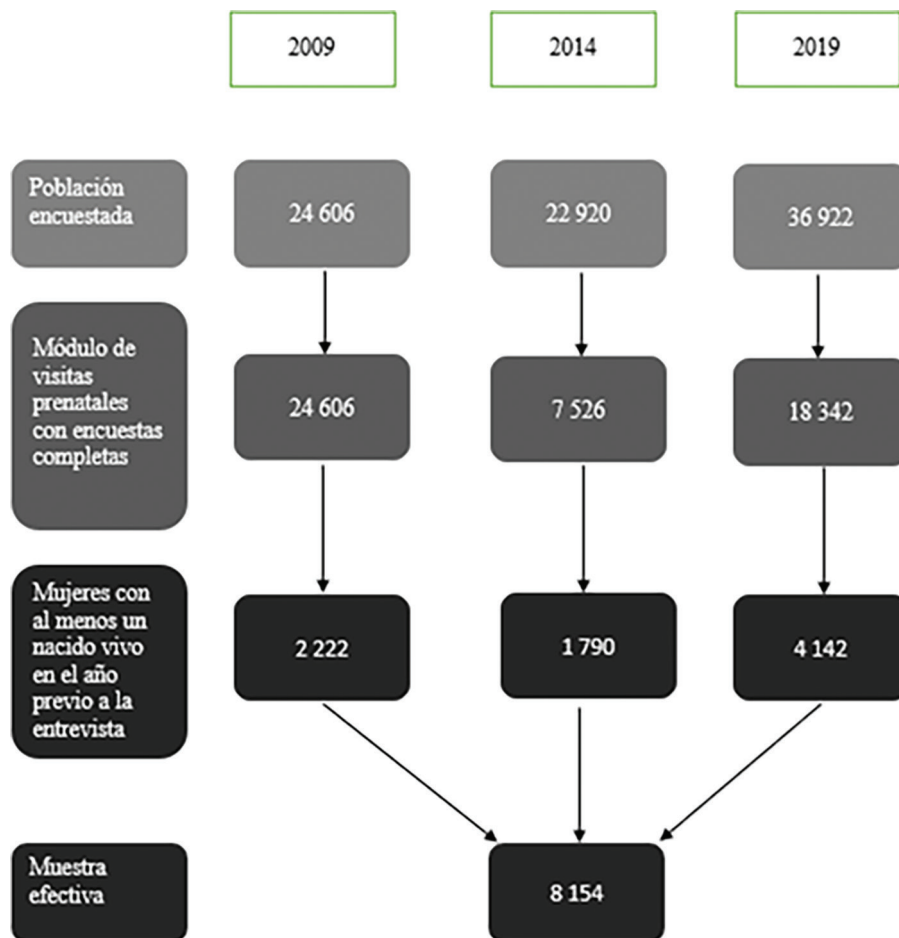 2009
2014
2019
Población
encuestada
24 606
22 920
36 922
Módulo de
visitas
prenatales
con encuestas
completas
24 606
7 526
18 342
Mujeres con
al menos un
nacido vivo
en el año
previo a la
entrevista
2 222
1 790
4 142
Muestra
efectiva
8 154